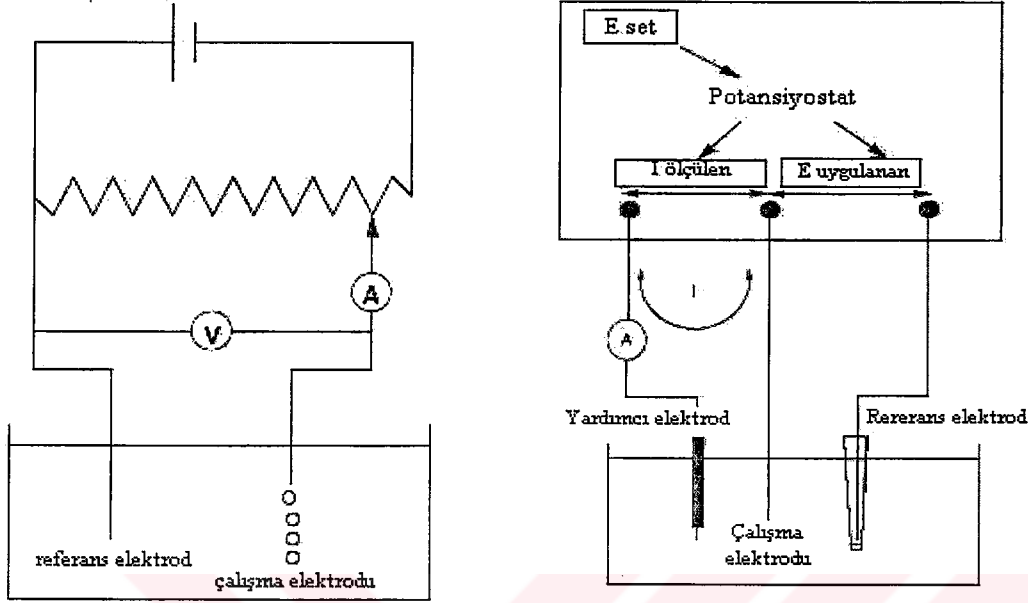 A
V
referans elektrod
çalışma elektrodu
E set
Potansiyostat
I ölçülen
E uygulanan
I
A
Yardımcı elektrod
Rererans elektrod
Çalışma
elektrodu